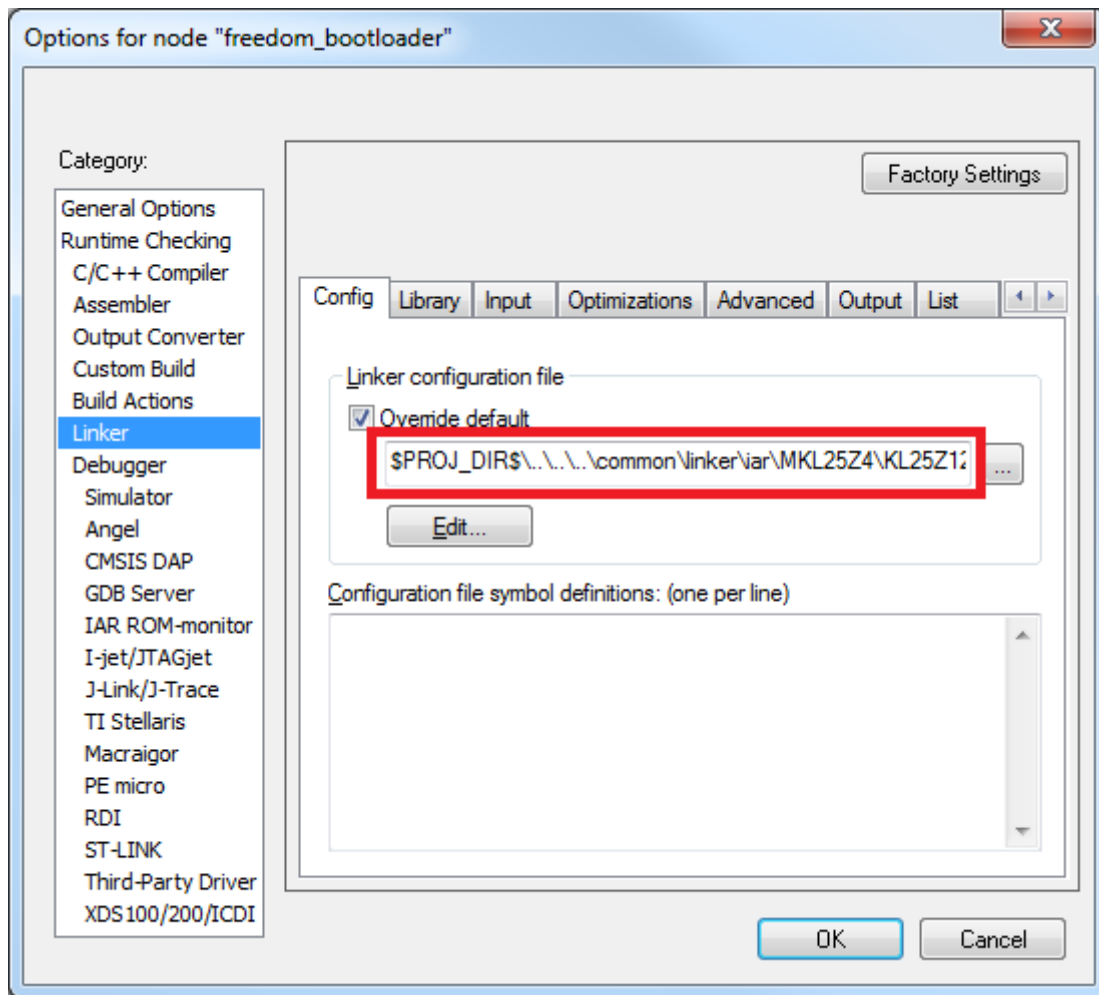 Options for node "freedom_bootloader"
Category:
General Options
Runtime Checking
C/C++ Compiler
Assembler
Output Converter
Custom Build
Build Actions
Linker
Debugger
Simulator
Angel
CMSIS DAP
GDB Server
IAR ROM-monitor
I-jet/JTAGjet
J-Link/J-Trace
TI Stellaris
Macraigor
PE micro
RDI
ST-LINK
Third-Party Driver
XDS100/200/ICDI
Factory Settings
Config Library Input Optimizations Advanced Output List
Linker configuration file
Override default
$PROJ_DIR$\..\..\..\common\linker\iar\MKL25Z4\KL25Z12
...
Edit...
Configuration file symbol definitions: (one per line)
OK Cancel